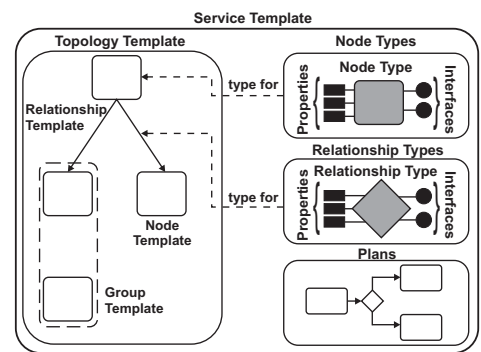 Service Template
Topology Template
Relationship
Template
Node
Template
Group
Template
type for
type for
Node Types
Node Type
Properties
Interfaces
Relationship Types
Relationship Type
Properties
Interfaces
Plans